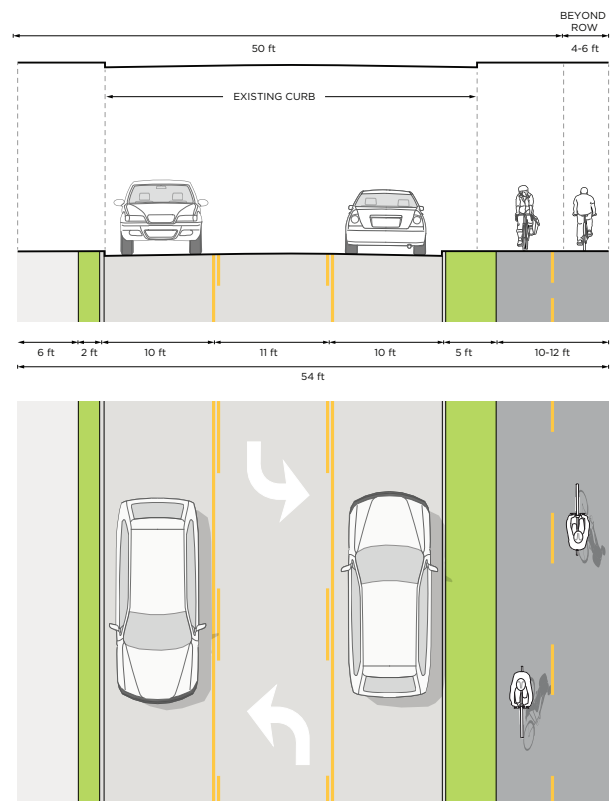 BEYOND
ROW
50 ft
4-6 ft
EXISTING CURB
6 ft
2 ft
10 ft
11 ft
10 ft
5 ft
10-12 ft
54 ft